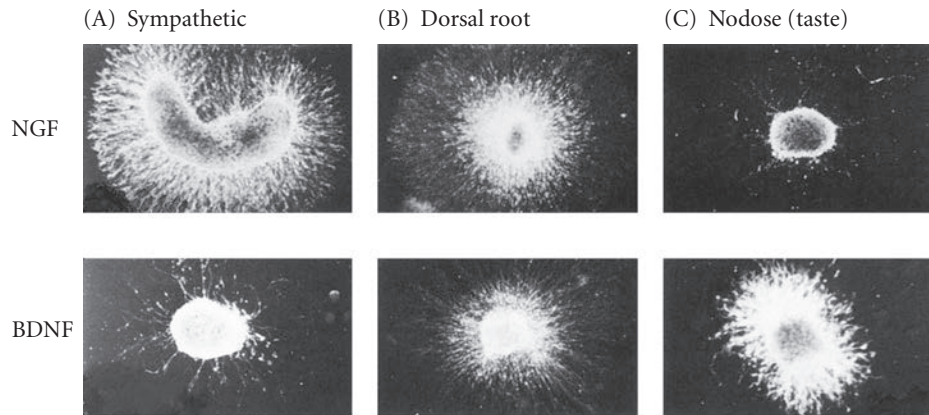 (A) Sympathetic
(B) Dorsal root
(C) Nodose (taste)
NGF
BDNF